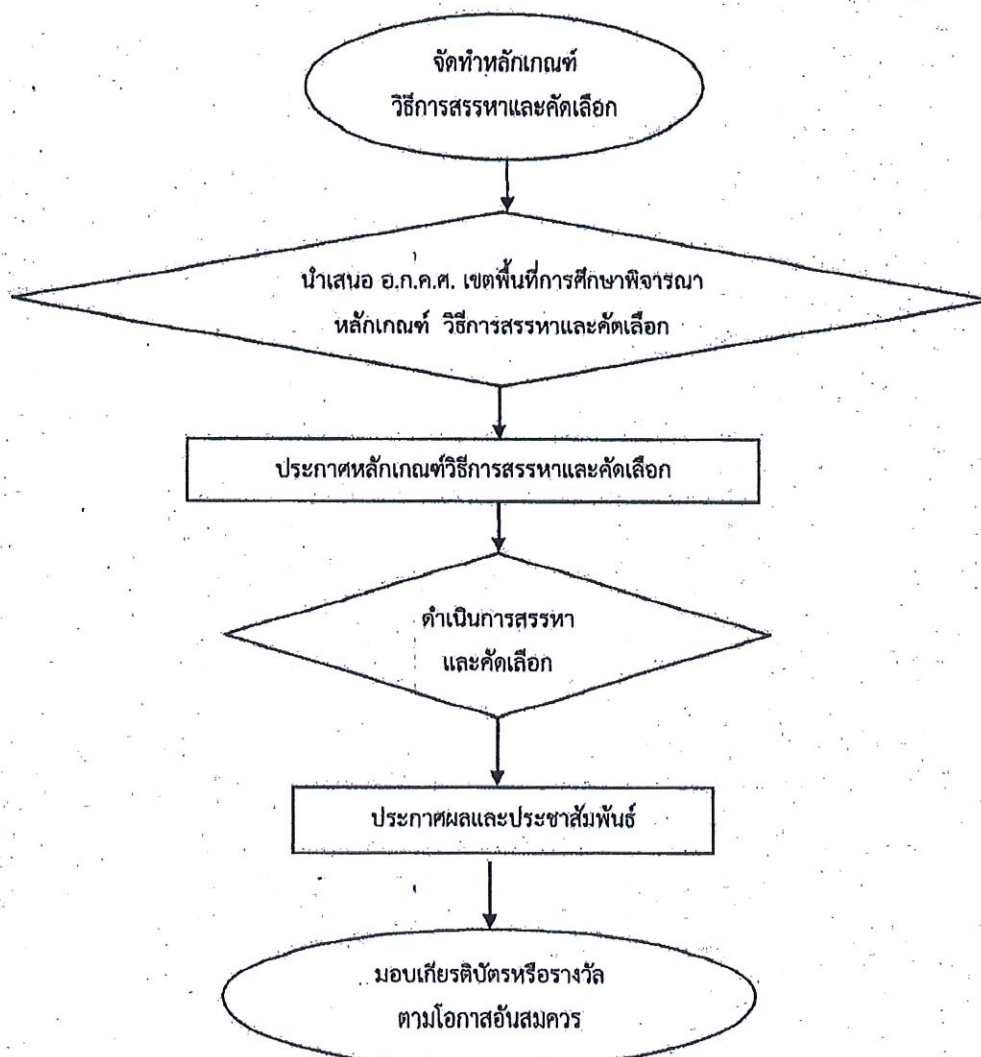 จัดทำหลักเกณฑ์
วิธีการสรรหาและคัดเลือก
นำเสนอ อ.ก.ค.ศ. เขตพื้นที่การศึกษาพิจารณา
หลักเกณฑ์ วิธีการสรรหาและคัดเลือก
ประกาศหลักเกณฑ์วิธีการสรรหาและคัดเลือก
ดำเนินการสรรหา
และคัดเลือก
ประกาศผลและประชาสัมพันธ์
มอบเกียรติบัตรหรือรางวัล
ตามโอกาสอันสมควร